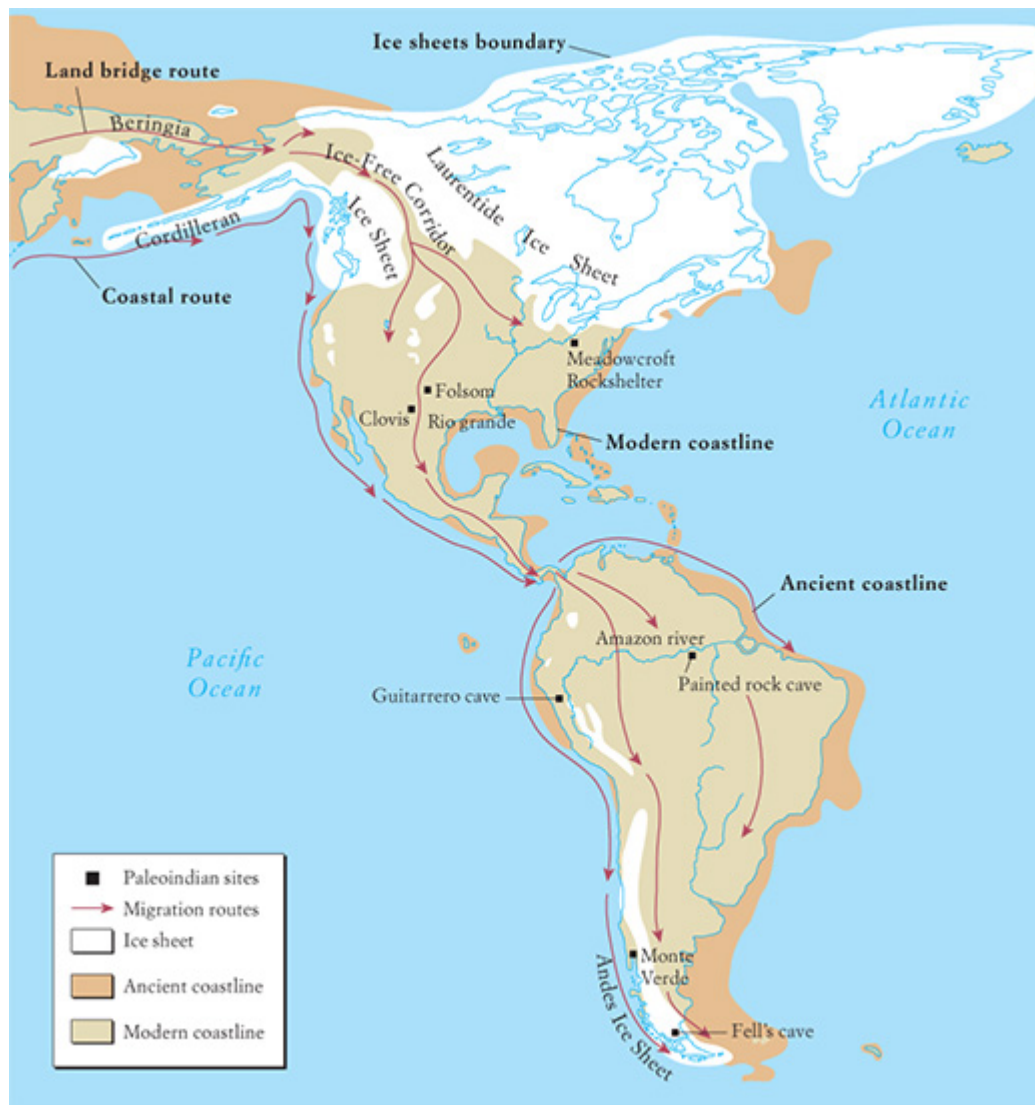 Ice sheets boundary
Land bridge route
Beringia
Ice-Free Corridor
Laurentide Ice Sheet
Ice Sheet
Cordilleran
Coastal route
Meadowcroft
Rockshelter
Folsom
Clovis
Rio grande
Atlantic
Ocean
Modern coastline
Ancient coastline
Amazon river
Pacific
Ocean
Painted rock cave
Guitarrero cave
Paleoindian sites
Migration routes
Ice sheet
Ancient coastline
Modern coastline
Monte
Verde
Andes Ice Sheet
Fell's cave